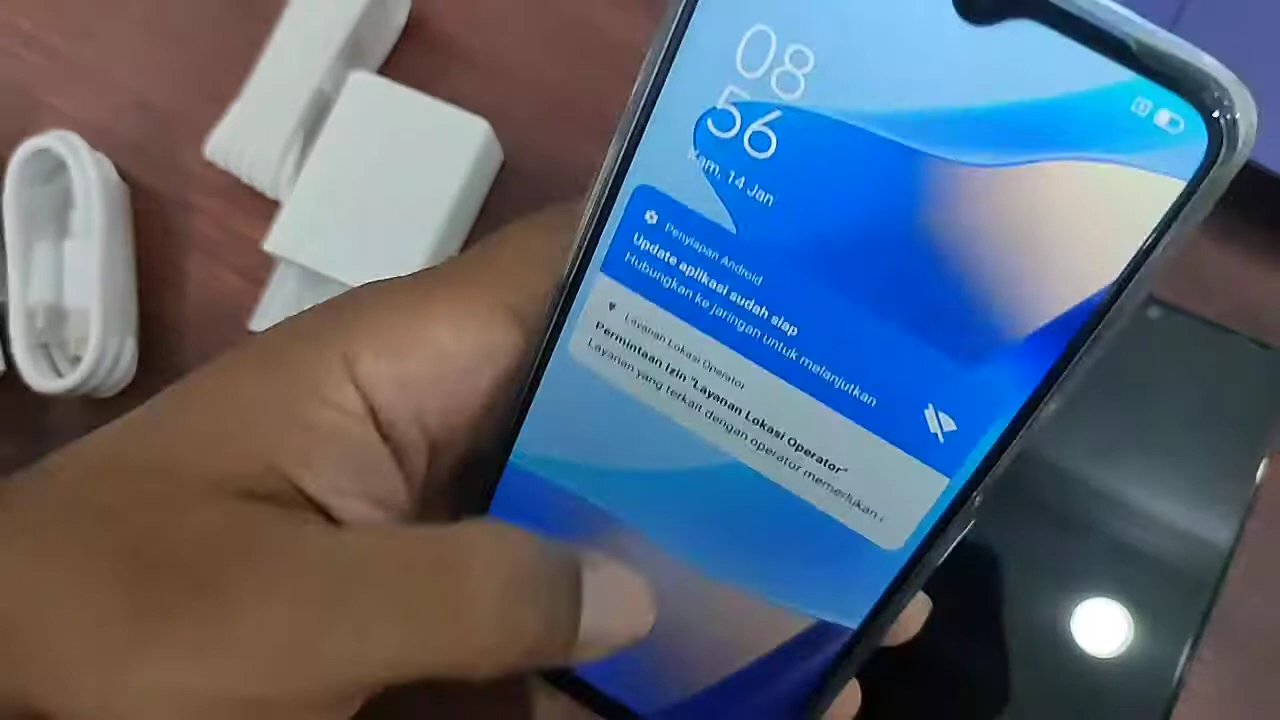 08
56
Kam, 14 Jan
Penyiapan Android
Update aplikasi sudah siap
Hubungkan ke jaringan untuk melanjutkan
Layanan Lokasi Operator
Permintaan Izin "Layanan Lokasi Operator"
Layanan yang terkait dengan operator memerlukan